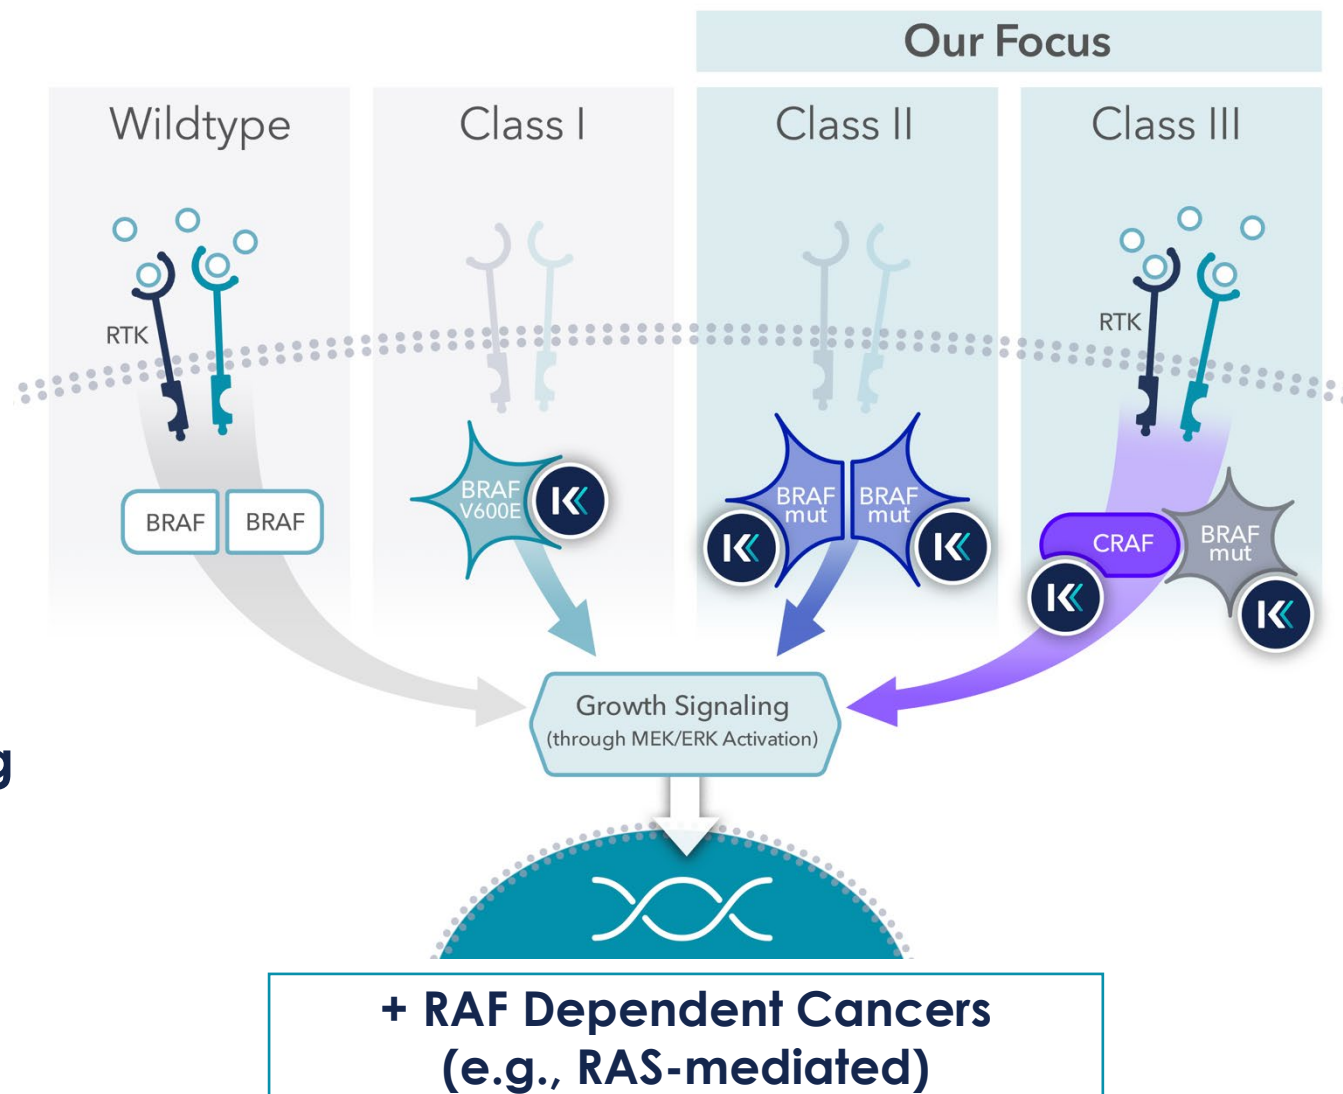 Our Focus
Wildtype
Class I
Class II
Class III
RTK
RTK
BRAF
BRAF
BRAF
V600E
BRAF
mut
BRAF
mut
CRAF
BRAF
mut
Growth Signaling
(through MEK/ERK Activation)
g
+ RAF Dependent Cancers
(e.g., RAS-mediated)